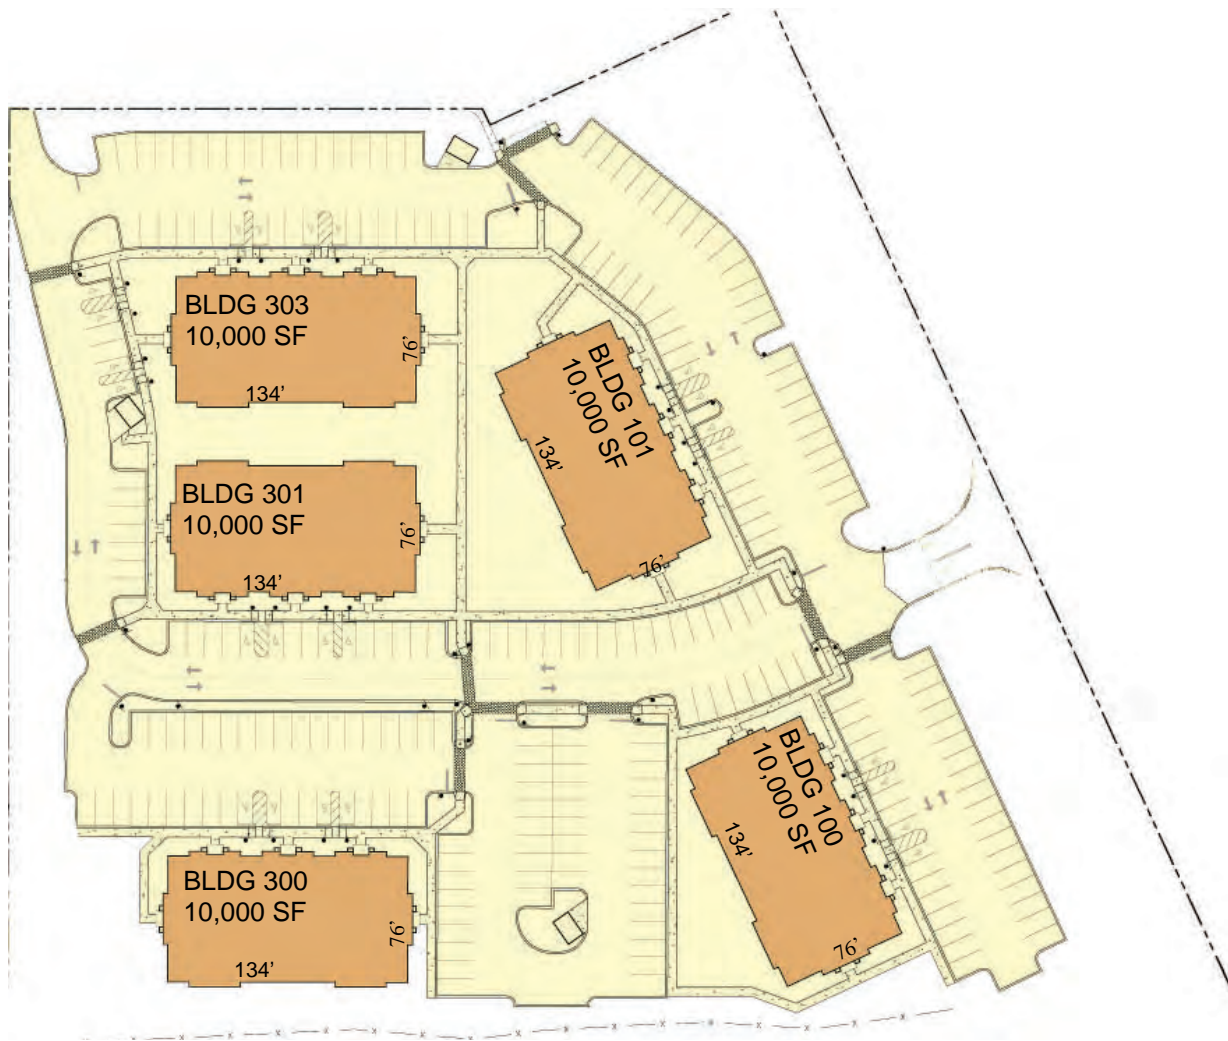 BLDG 303
10,000 SF
76’
134’
BLDG 101
10,000 SF
134’
76’
BLDG 301
10,000 SF
76’
134’
BLDG 100
10,000 SF
134’
76’
BLDG 300
10,000 SF
76’
134’